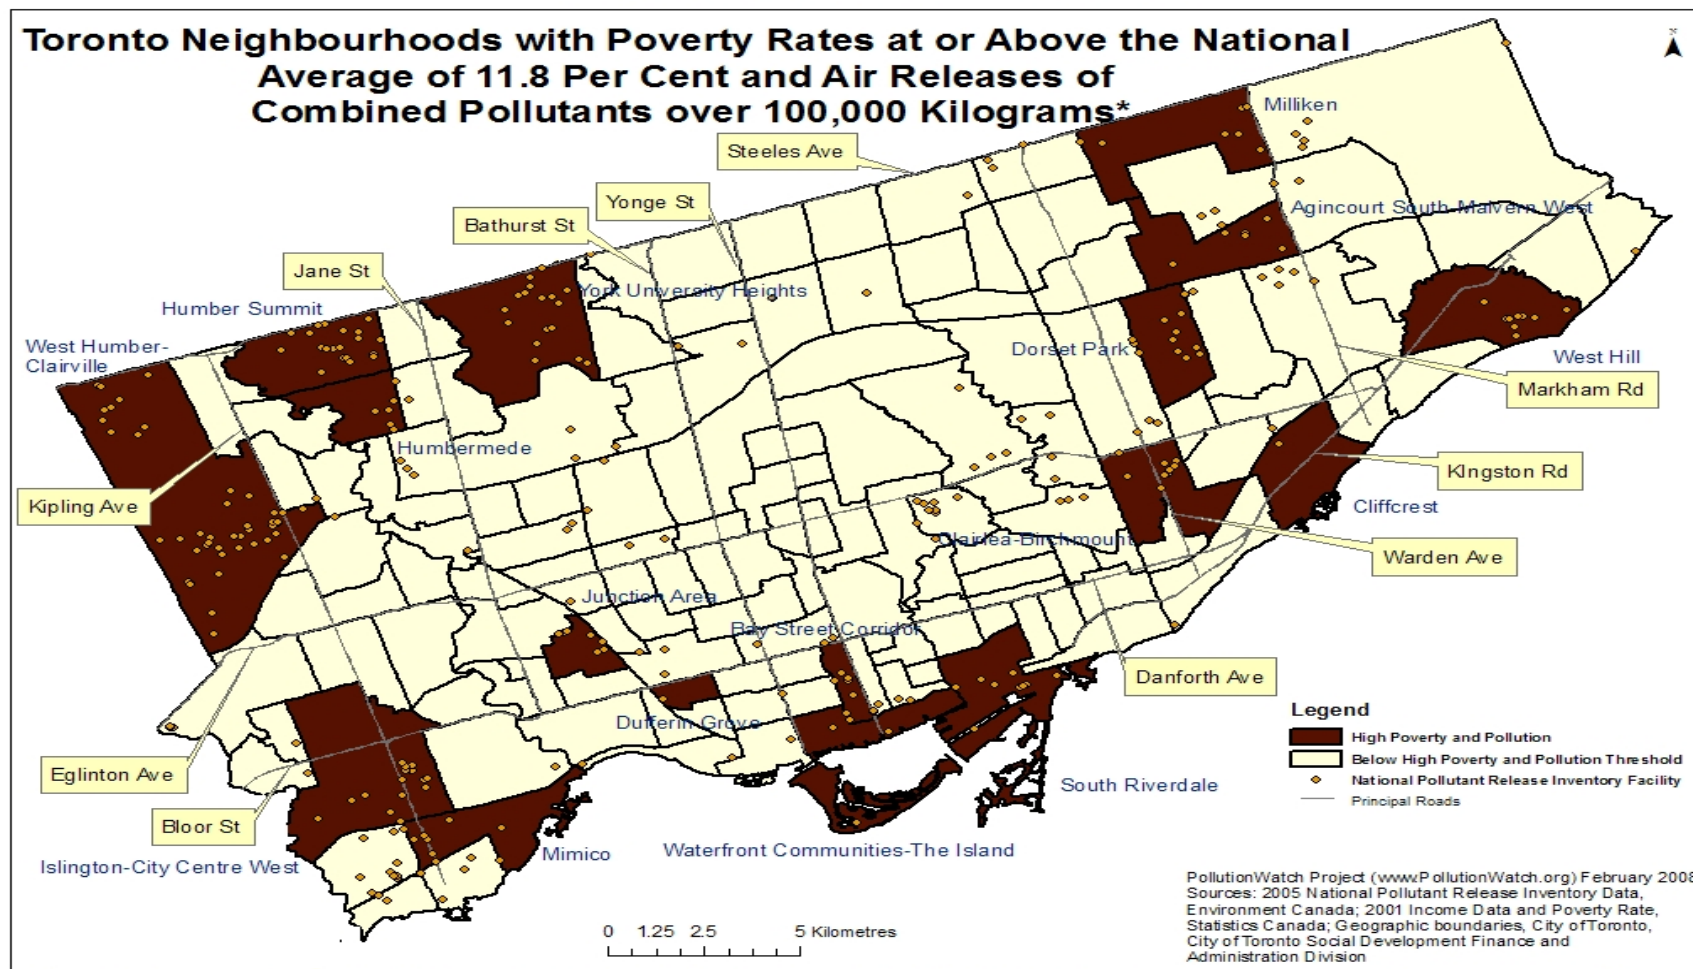 Toronto Neighbourhoods with Poverty Rates at or Above the National
Average of 11.8 Per Cent and Air Releases of
Combined Pollutants over 100,000 Kilograms*
N
Milliken
Steeles Ave
Yonge St
Bathurst St
Agincourt South-Malvern West
Jane St
York University Heights
Humber Summit
West Humber-
Clairville
Dorset Park
West Hill
Markham Rd
Humbermede
KIngston Rd
Kipling Ave
Cliffcrest
Clairlea-Birchmount
Warden Ave
Junction Area
Bay Street Corridor
Danforth Ave
Dufferin Grove
Eglinton Ave
South Riverdale
Bloor St
Mimico
Waterfront Communities-The Island
Islington-City Centre West
Legend
High Poverty and Pollution
Below High Poverty and Pollution Threshold
National Pollutant Release Inventory Facility
Principal Roads
0 1.25 2.5 5 Kilometres
PollutionWatch Project (www.PollutionWatch.org) February 2008
Sources: 2005 National Pollutant Release Inventory Data,
Environment Canada; 2001 Income Data and Poverty Rate,
Statistics Canada; Geographic boundaries, City of Toronto,
City of Toronto Social Development Finance and
Administration Division